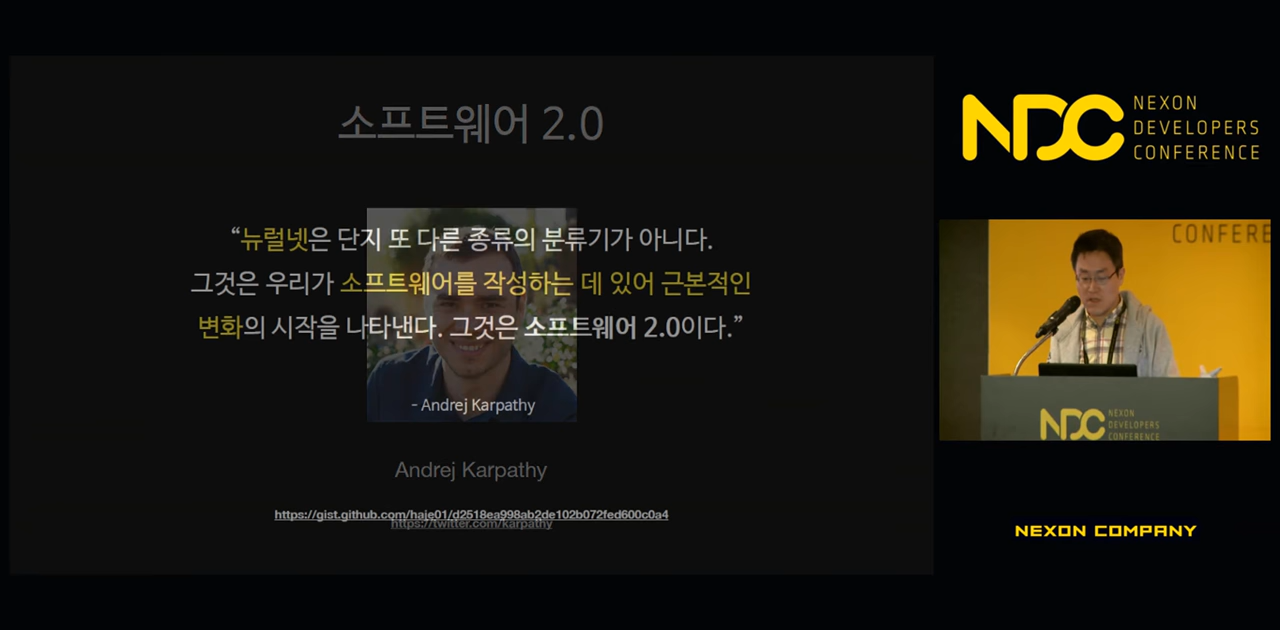 소프트웨어 2.0
“뉴럴넷은 단지 또 다른 종류의 분류기가 아니다.
그것은 우리가 소프트웨어를 작성하는 데 있어 근본적인
변화의 시작을 나타낸다. 그것은 소프트웨어 2.0이다.”
- Andrej Karpathy
Andrej Karpathy
https://gist.github.com/haje01/d2518ea998ab2de102b072fed600c0a4
https://twitter.com/karpathy
NDC
NEXON
DEVELOPERS
CONFERENCE
CONFERE
NDC
NEXON
DEVELOPERS
CONFERENCE
NEXON COMPANY